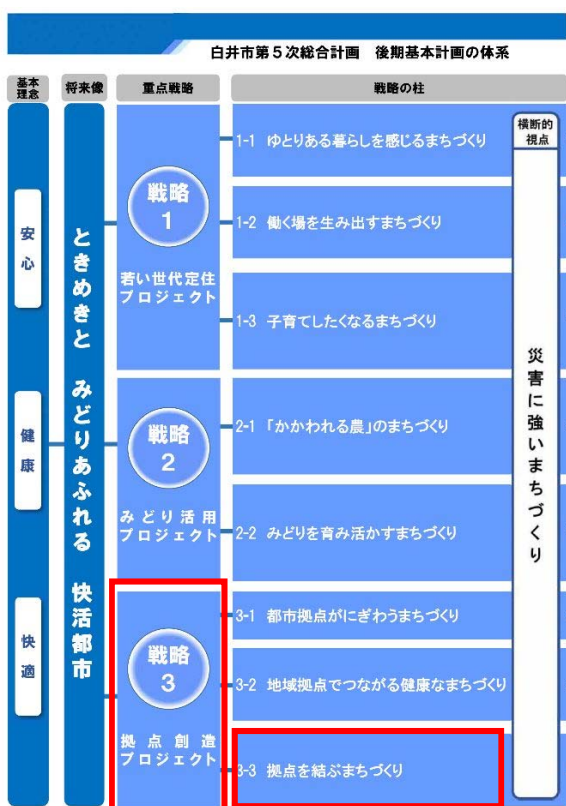 白井市第５次総合計画　後期基本計画の体系
基本
理念
将来像
重点戦略
戦略の柱
安心
健康
快適
ときめきと　みどりあふれる　快活都市
戦略
1
若い世代定住
プロジェクト
1-1 ゆとりある暮らしを感じるまちづくり
1-2 働く場を生み出すまちづくり
1-3 子育てしたくなるまちづくり
戦略
2
みどり活用
プロジェクト
2-1 「かかわれる農」のまちづくり
2-2 みどりを育み活かすまちづくり
戦略
3
拠点創造
プロジェクト
3-1 都市拠点がにぎわうまちづくり
3-2 地域拠点でつながる健康なまちづくり
3-3 拠点を結ぶまちづくり
横断的
視点
災害に強いまちづくり